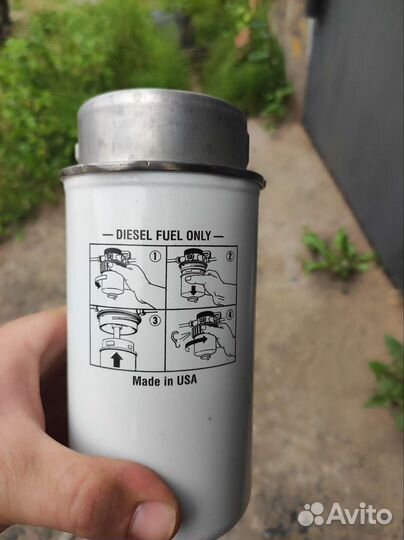 — DIESEL FUEL ONLY —
1
2
3
4
Made in USA
Avito